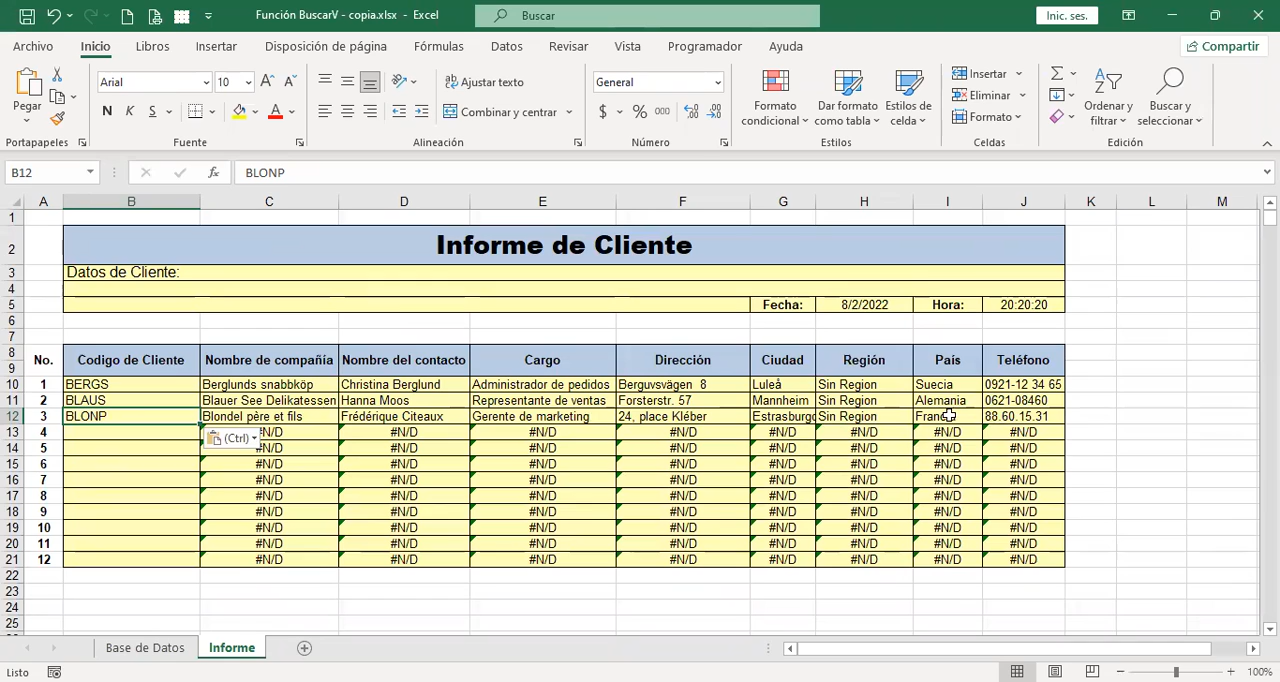 Función BuscarV - copia.xlsx - Excel
Buscar
Inic. ses.
Archivo Inicio Libros Insertar Disposición de página Fórmulas Datos Revisar Vista Programador Ayuda Compartir
Pegar
Portapapeles
Arial 10
N K S
Fuente
Ajustar texto
Combinar y centrar
Alineación
General
$ % 000
Número
Formato condicional
Dar formato como tabla
Estilos de celda
Estilos
Insertar
Eliminar
Formato
Celdas
Ordenar y filtrar
Buscar y seleccionar
Edición
B12 fx BLONP
A B C D E F G H I J K L M
1
2 Informe de Cliente
3 Datos de Cliente:
4
5 Fecha: 8/2/2022 Hora: 20:20:20
6
7
8 No. Codigo de Cliente Nombre de compañía Nombre del contacto Cargo Dirección Ciudad Región País Teléfono
9
10 1 BERGS Berglunds snabbköp Christina Berglund Administrador de pedidos Berguvsvägen 8 Luleå Sin Region Suecia 0921-12 34 65
11 2 BLAUS Blauer See Delikatessen Hanna Moos Representante de ventas Forsterstr. 57 Mannheim Sin Region Alemania 0621-08460
12 3 BLONP Blondel père et fils Frédérique Citeaux Gerente de marketing 24, place Kléber Estrasburgo Sin Region 88.60.15.31
13 4 (Ctrl) #N/D #N/D #N/D #N/D #N/D #N/D #N/D #N/D
14 5 #N/D #N/D #N/D #N/D #N/D #N/D #N/D #N/D
15 6 #N/D #N/D #N/D #N/D #N/D #N/D #N/D #N/D
16 7 #N/D #N/D #N/D #N/D #N/D #N/D #N/D #N/D
17 8 #N/D #N/D #N/D #N/D #N/D #N/D #N/D #N/D
18 9 #N/D #N/D #N/D #N/D #N/D #N/D #N/D #N/D
19 10 #N/D #N/D #N/D #N/D #N/D #N/D #N/D #N/D
20 11 #N/D #N/D #N/D #N/D #N/D #N/D #N/D #N/D
21 12 #N/D #N/D #N/D #N/D #N/D #N/D #N/D #N/D
22
23
24
25
Base de Datos Informe
Listo 100%